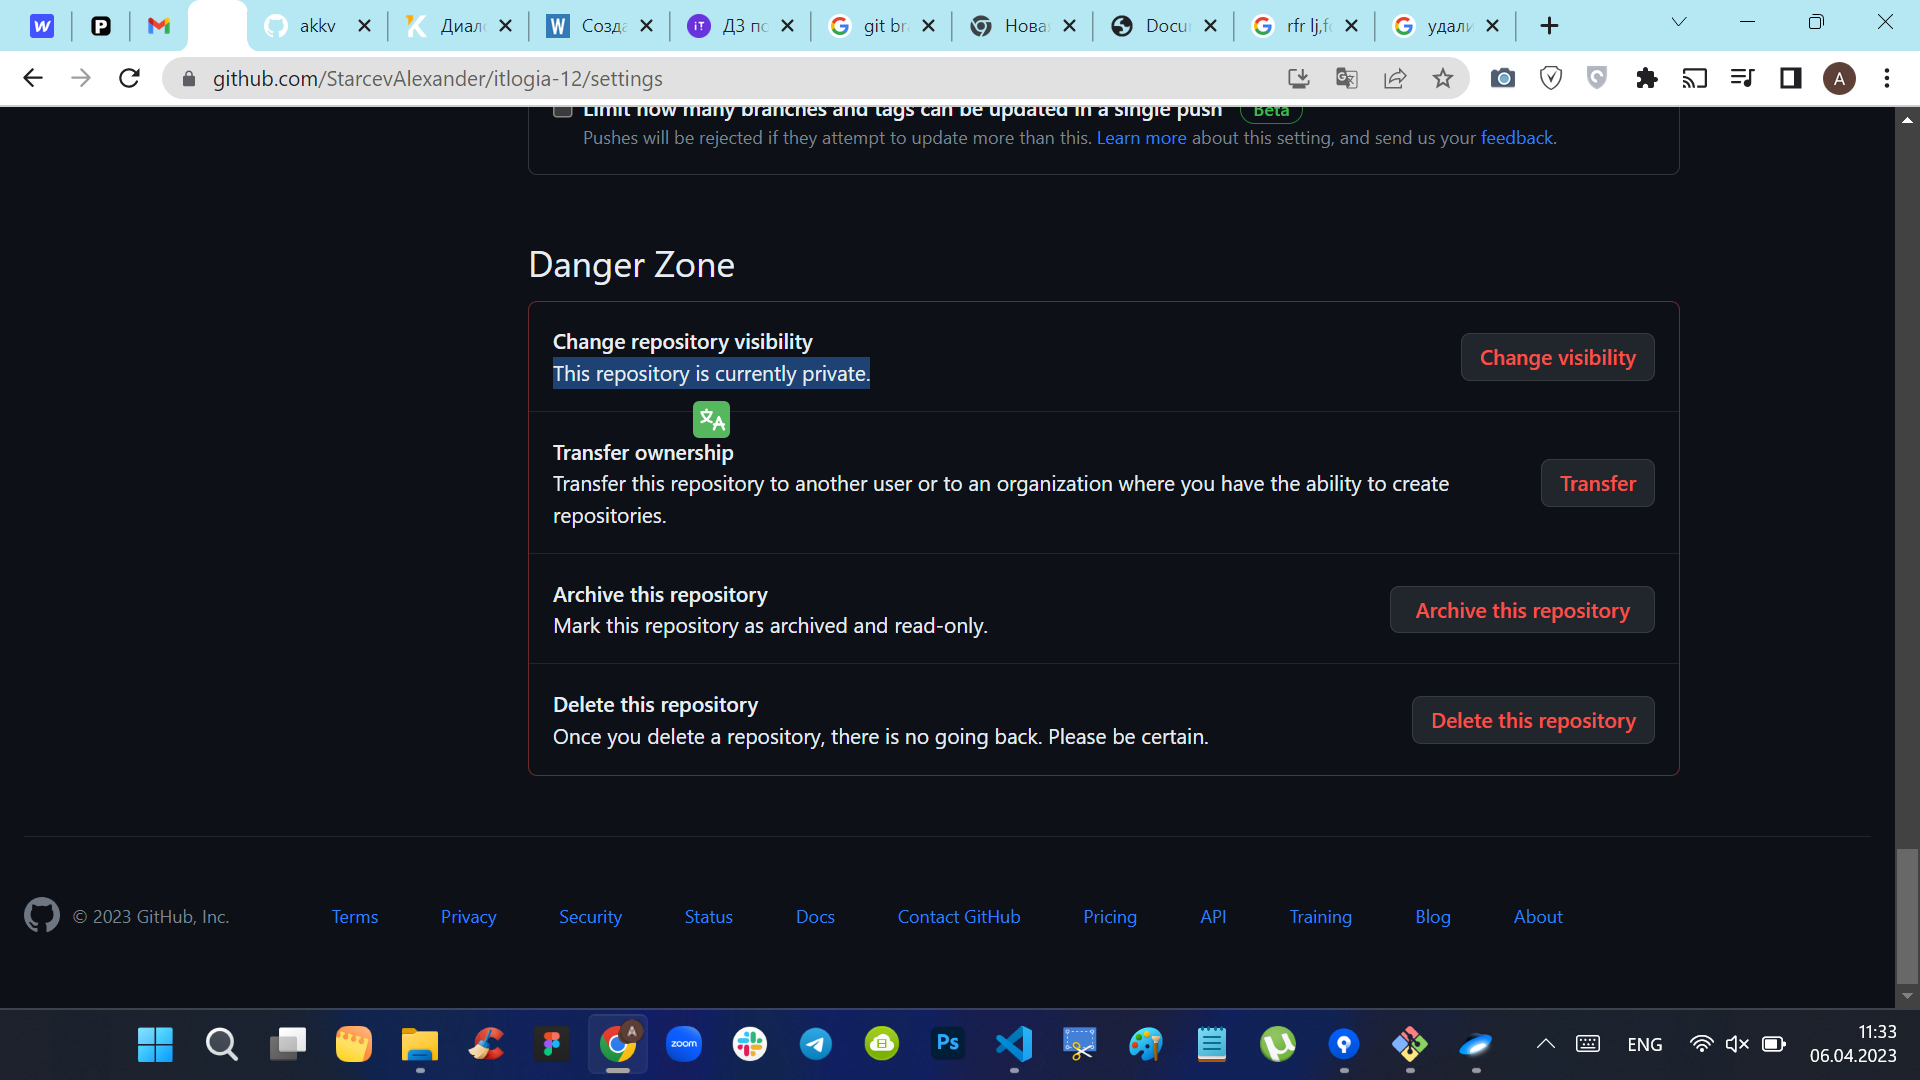 akkv
Диал
Созда
ДЗ по
git bra
Новая
Docum
rfr lj,fd
удали
github.com/StarcevAlexander/itlogia-12/settings
A
Limit how many branches and tags can be updated in a single push Beta
Pushes will be rejected if they attempt to update more than this. Learn more about this setting, and send us your feedback.
Danger Zone
Change repository visibility
This repository is currently private.
Change visibility
Transfer ownership
Transfer this repository to another user or to an organization where you have the ability to create
repositories.
Transfer
Archive this repository
Mark this repository as archived and read-only.
Archive this repository
Delete this repository
Once you delete a repository, there is no going back. Please be certain.
Delete this repository
© 2023 GitHub, Inc. Terms Privacy Security Status Docs Contact GitHub Pricing API Training Blog About
zoom
Ps
ENG
11:33
06.04.2023